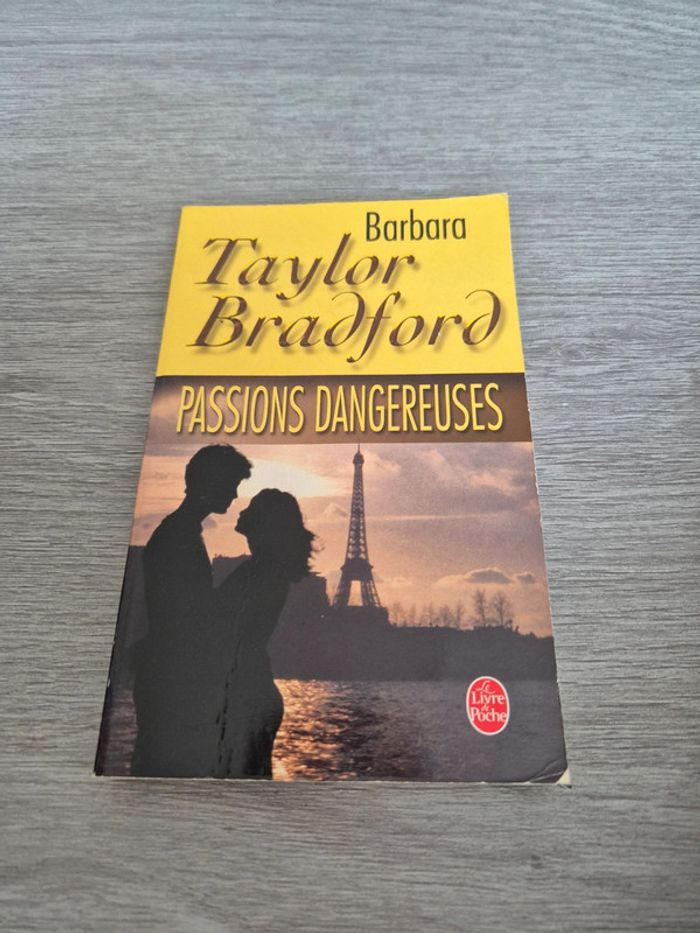 Barbara
Taylor
Bradford
PASSIONS DANGEREUSES
Le
Livre
de
Poche